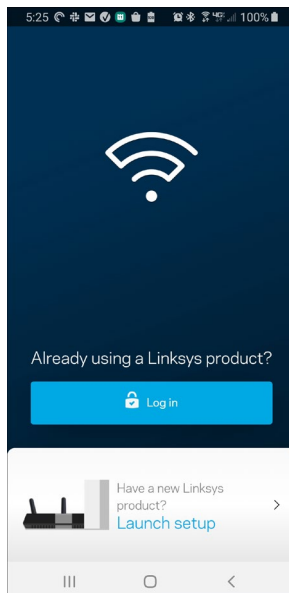 5:25 100%
Already using a Linksys product?
Log in
Have a new Linksys
product?
Launch setup